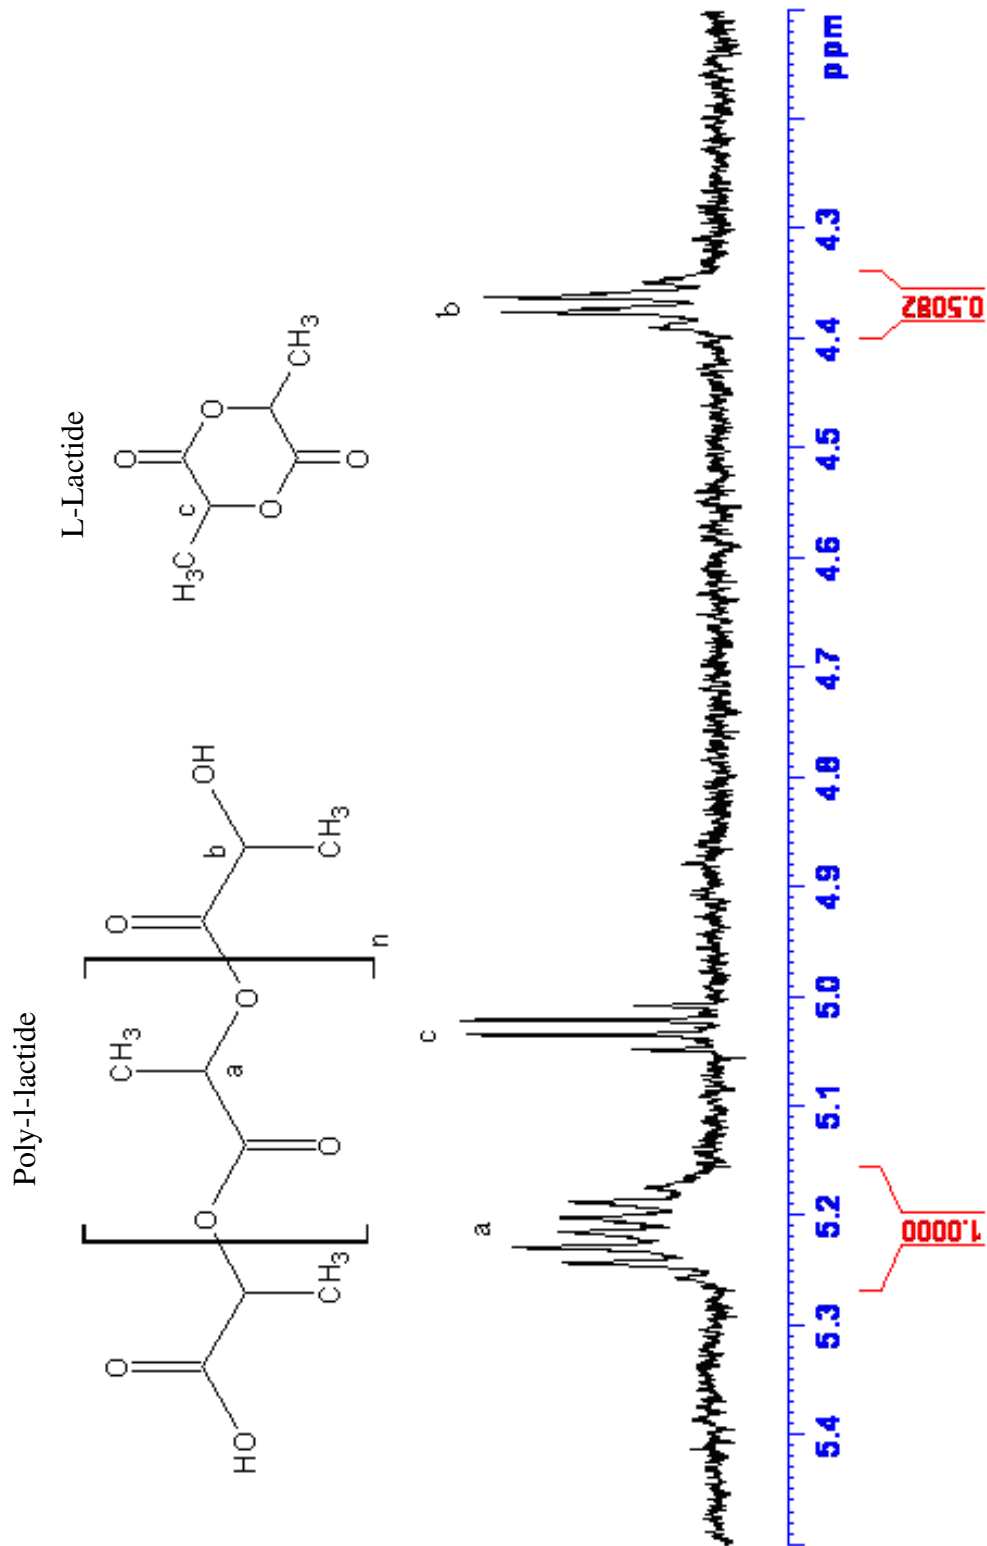 Poly-l-lactide
L-Lactide
HO
O
CH3
O
O
CH3
a
O
n
O
b
CH3
OH
H3C
c
O
O
O
O
CH3
a
c
b
5.4
5.3
5.2
5.1
5.0
4.9
4.8
4.7
4.6
4.5
4.4
4.3
ppm
1.0000
0.5082